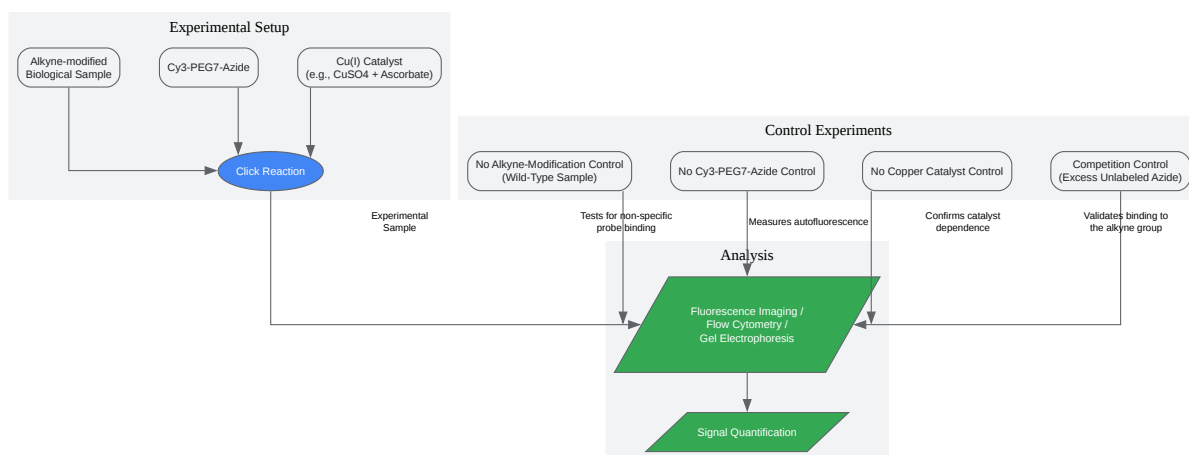 Experimental Setup
Alkyne-modified
Biological Sample
Cy3-PEG7-Azide
Cu(I) Catalyst
(e.g., CuSO4 + Ascorbate)
Click Reaction
Control Experiments
No Alkyne-Modification Control
(Wild-Type Sample)
No Cy3-PEG7-Azide Control
No Copper Catalyst Control
Competition Control
(Excess Unlabeled Azide)
Experimental
Sample
Tests for non-specific
probe binding
Measures autofluorescence
Confirms catalyst
dependence
Validates binding to
the alkyne group
Analysis
Fluorescence Imaging /
Flow Cytometry /
Gel Electrophoresis
Signal Quantification